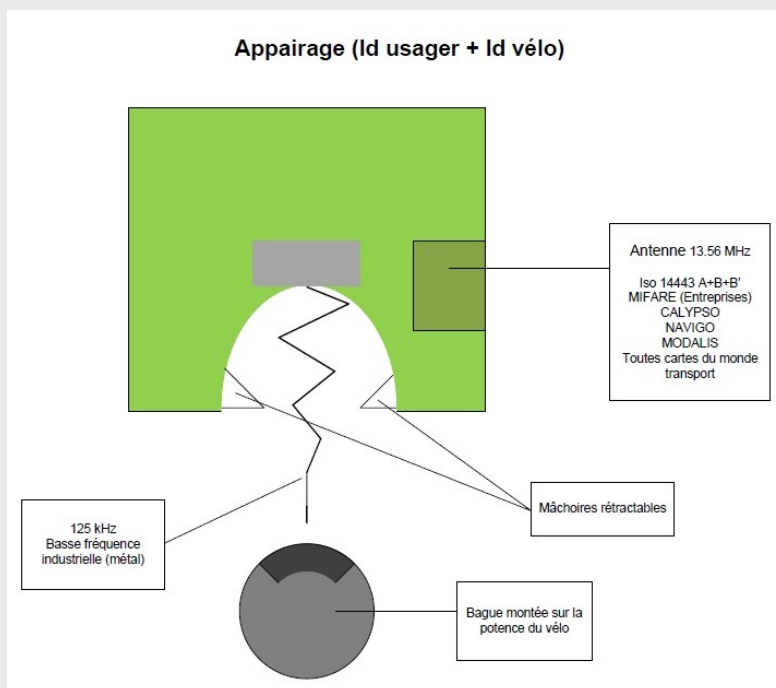 Appairage (Id usager + Id vélo)
Antenne 13.56 MHz
Iso 14443 A+B+B'
MIFARE (Entreprises)
CALYPSO
NAVIGO
MODALIS
Toutes cartes du monde
transport
Mâchoires rétractables
125 kHz
Basse fréquence
industrielle (métal)
Bague montée sur la
potence du vélo